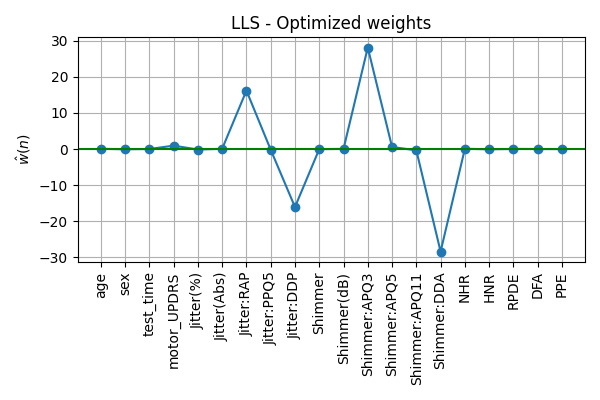 LLS - Optimized weights
ŵ(n)
30
20
10
0
−10
−20
−30
age
sex
test_time
motor_UPDRS
Jitter(%)
Jitter(Abs)
Jitter:RAP
Jitter:PPQ5
Jitter:DDP
Shimmer
Shimmer(dB)
Shimmer:APQ3
Shimmer:APQ5
Shimmer:APQ11
Shimmer:DDA
NHR
HNR
RPDE
DFA
PPE